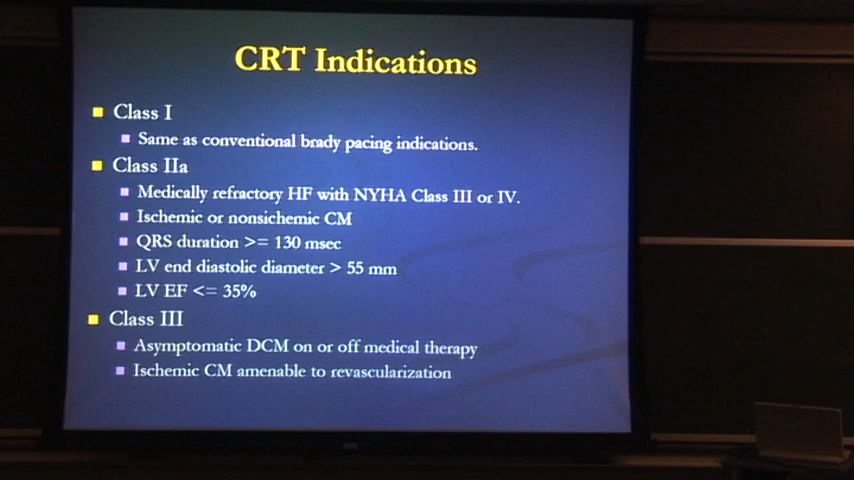 CRT Indications
Class I
Same as conventional brady pacing indications.
Class IIa
Medically refractory HF with NYHA Class III or IV.
Ischemic or nonsichemic CM
QRS duration >= 130 msec
LV end diastolic diameter > 55 mm
LV EF <= 35%
Class III
Asymptomatic DCM on or off medical therapy
Ischemic CM amenable to revascularization